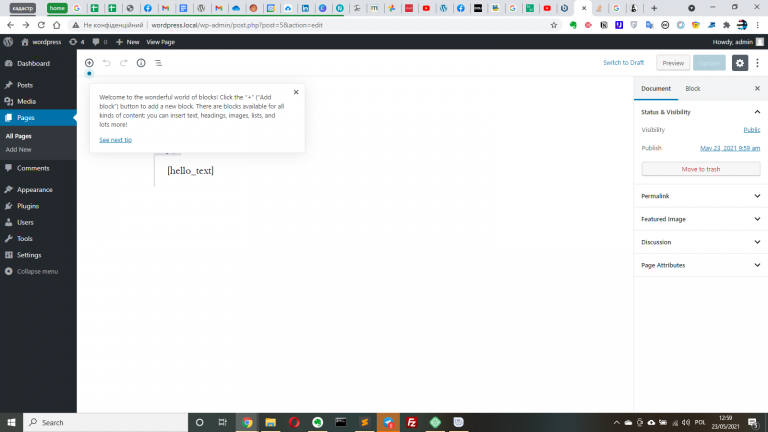 кадастр
home
Не конфіденційний
wordpress.local/wp-admin/post.php?post=5&action=edit
wordpress
4
0
New
View Page
Howdy, admin
Dashboard
Posts
Media
Pages
All Pages
Add New
Comments
Appearance
Plugins
Users
Tools
Settings
Collapse menu
Switch to Draft
Preview
Update
Welcome to the wonderful world of blocks! Click the "+" ("Add
block") button to add a new block. There are blocks available for all
kinds of content: you can insert text, headings, images, lists, and
lots more!
See next tip
[hello_text]
Document
Block
Status & Visibility
Visibility
Public
Publish
May 23, 2021 9:59 am
Move to trash
Permalink
Featured Image
Discussion
Page Attributes
Search
POL
12:59
23/05/2021